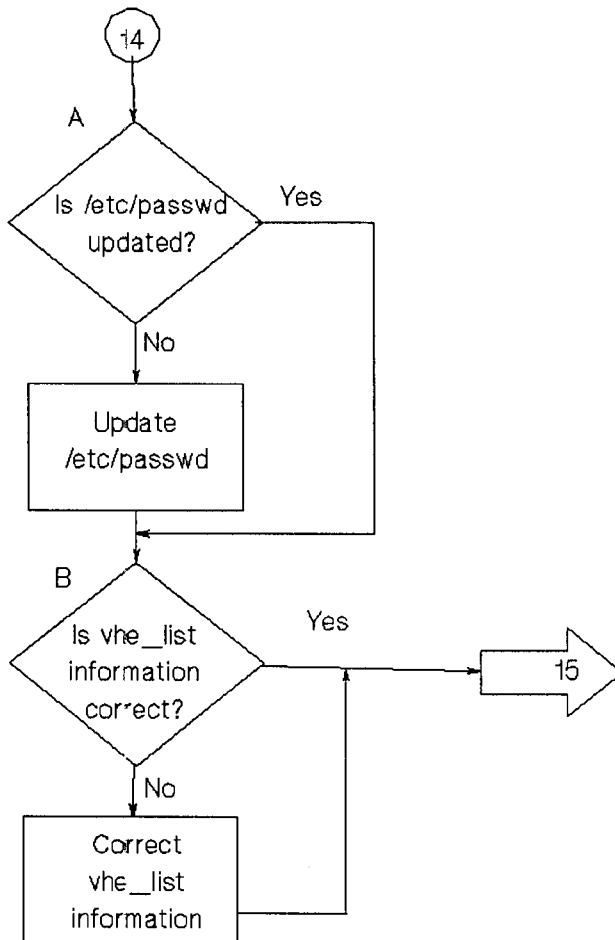 14
A
Is /etc/passwd
updated?
Yes
No
Update
/etc/passwd
B
Is vhe_list
information
correct?
Yes
15
No
Correct
vhe_list
information